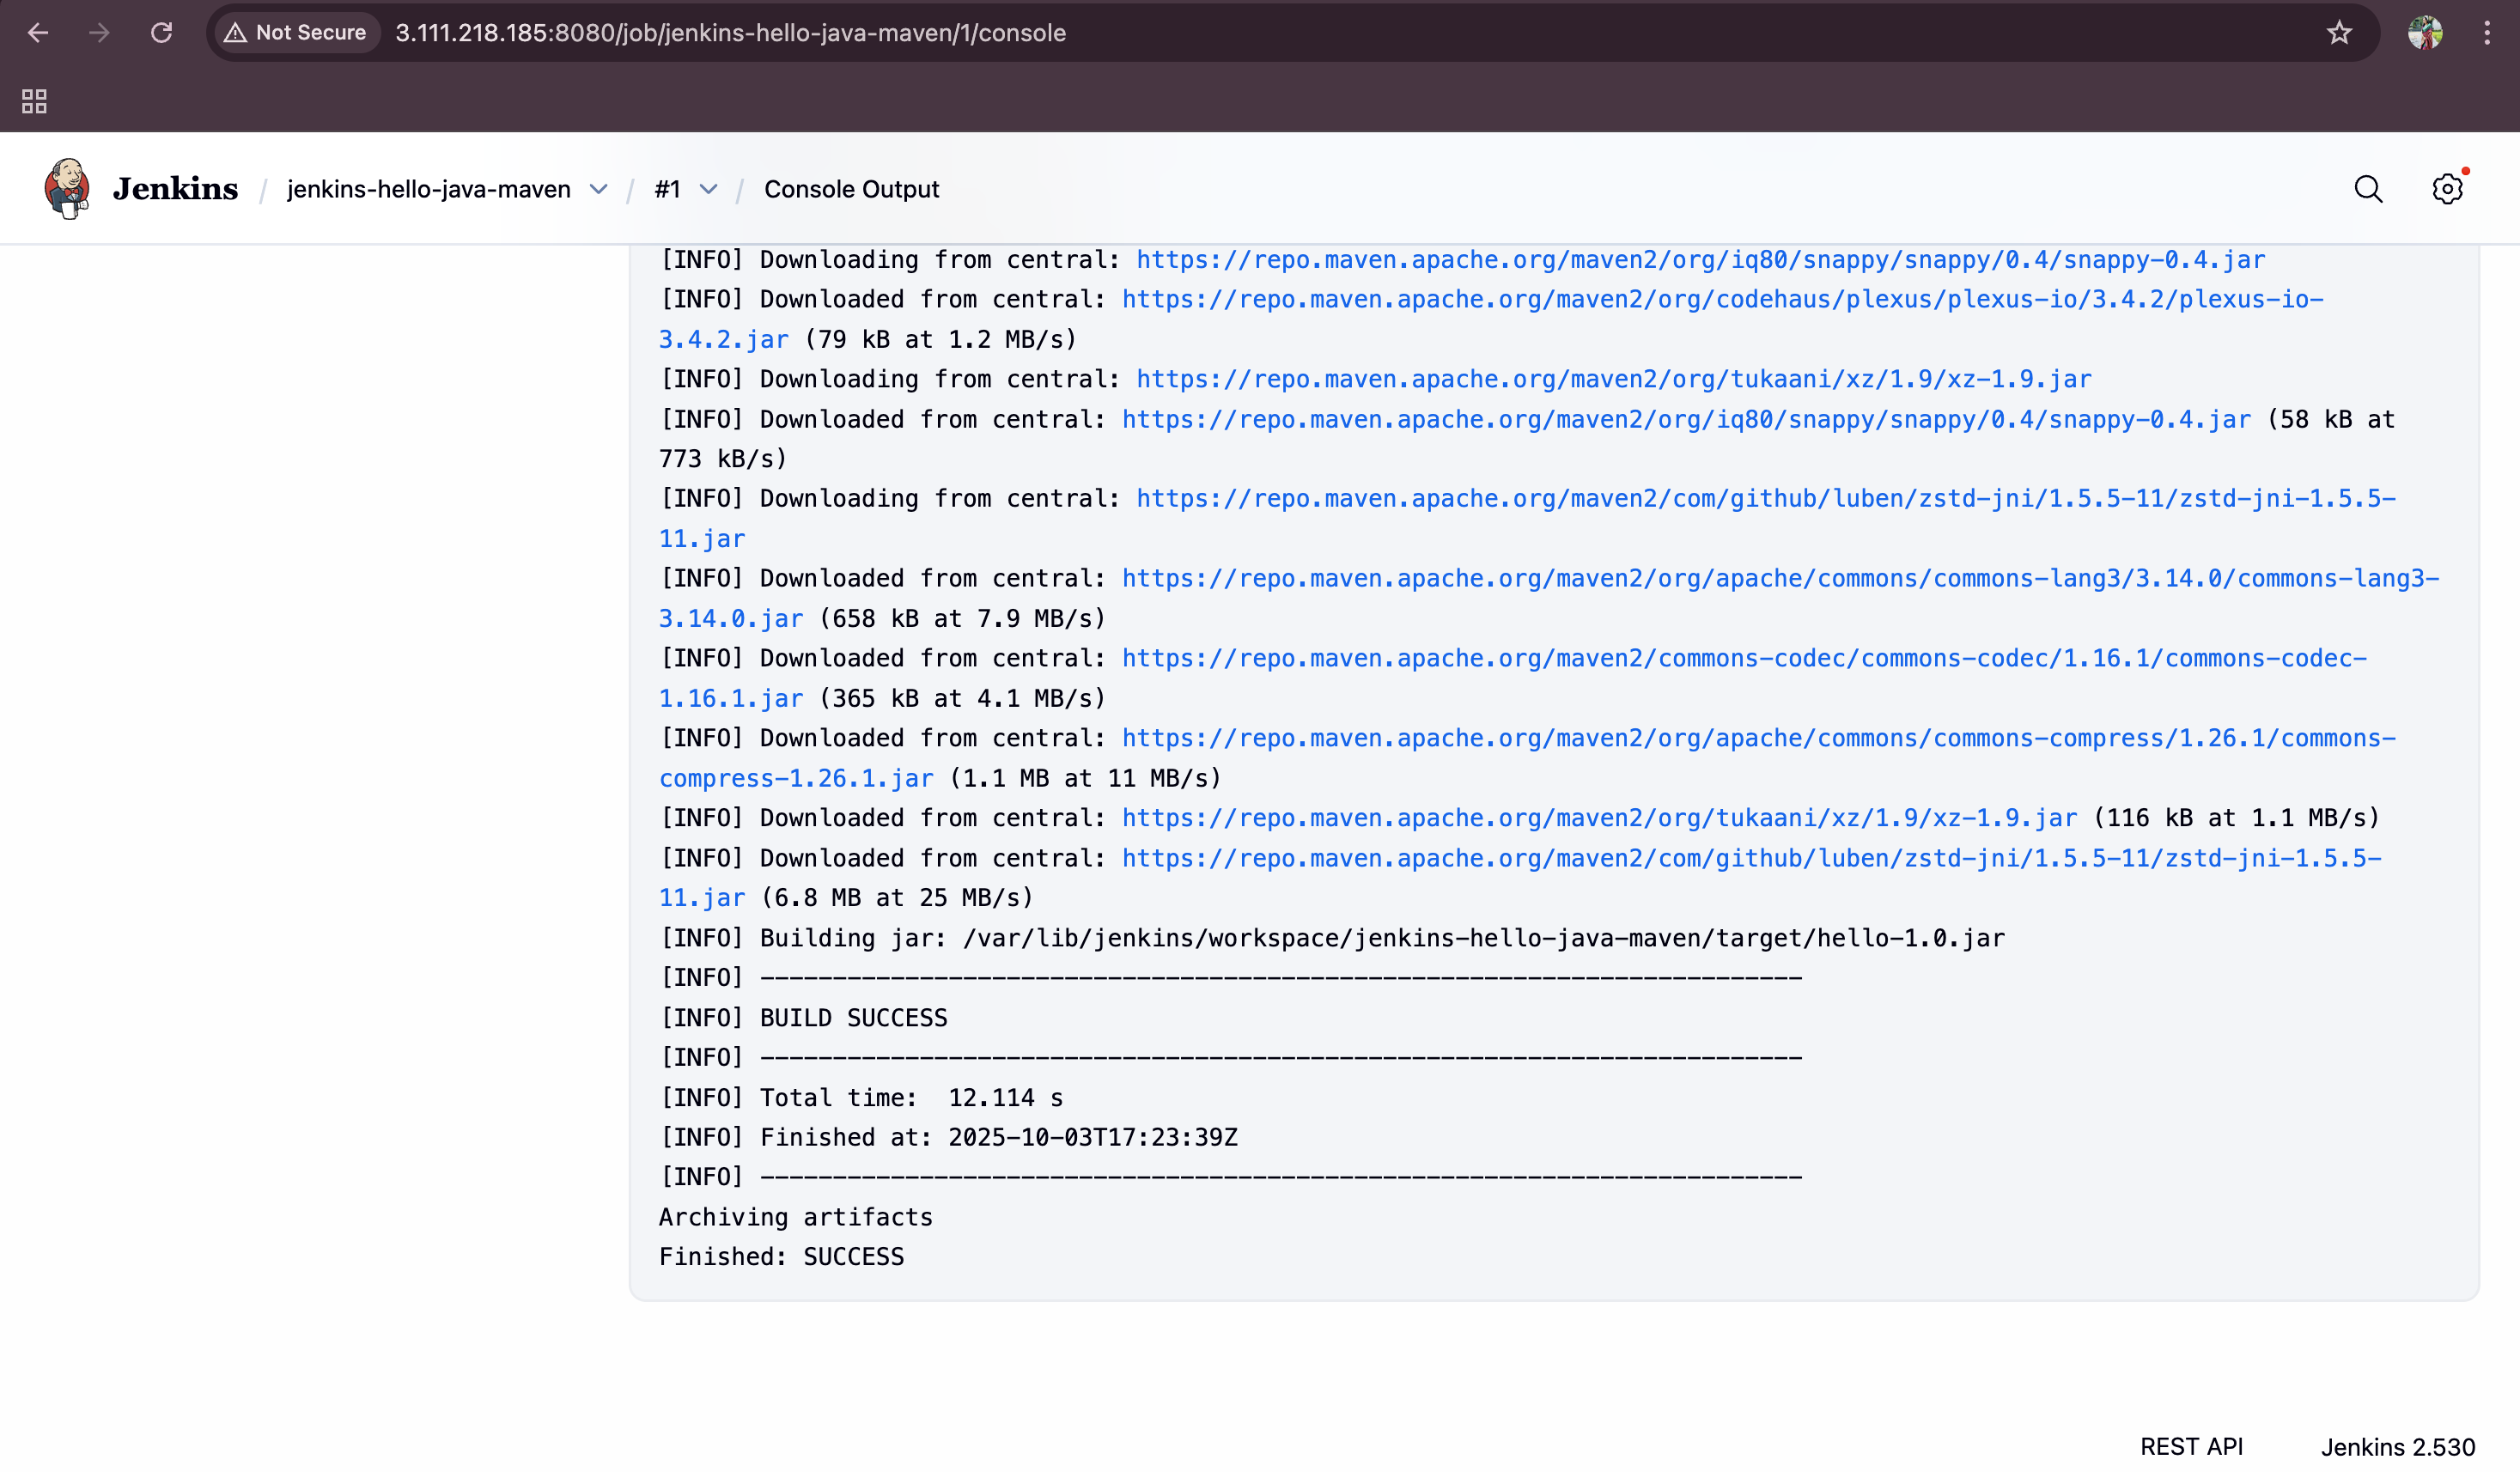 Not Secure 3.111.218.185:8080/job/jenkins-hello-java-maven/1/console
Jenkins / jenkins-hello-java-maven / #1 / Console Output
[INFO] Downloading from central: https://repo.maven.apache.org/maven2/org/iq80/snappy/snappy/0.4/snappy-0.4.jar
[INFO] Downloaded from central: https://repo.maven.apache.org/maven2/org/codehaus/plexus/plexus-io/3.4.2/plexus-io-
3.4.2.jar (79 kB at 1.2 MB/s)
[INFO] Downloading from central: https://repo.maven.apache.org/maven2/org/tukaani/xz/1.9/xz-1.9.jar
[INFO] Downloaded from central: https://repo.maven.apache.org/maven2/org/iq80/snappy/snappy/0.4/snappy-0.4.jar (58 kB at
773 kB/s)
[INFO] Downloading from central: https://repo.maven.apache.org/maven2/com/github/luben/zstd-jni/1.5.5-11/zstd-jni-1.5.5-
11.jar
[INFO] Downloaded from central: https://repo.maven.apache.org/maven2/org/apache/commons/commons-lang3/3.14.0/commons-lang3-
3.14.0.jar (658 kB at 7.9 MB/s)
[INFO] Downloaded from central: https://repo.maven.apache.org/maven2/commons-codec/commons-codec/1.16.1/commons-codec-
1.16.1.jar (365 kB at 4.1 MB/s)
[INFO] Downloaded from central: https://repo.maven.apache.org/maven2/org/apache/commons/commons-compress/1.26.1/commons-
compress-1.26.1.jar (1.1 MB at 11 MB/s)
[INFO] Downloaded from central: https://repo.maven.apache.org/maven2/org/tukaani/xz/1.9/xz-1.9.jar (116 kB at 1.1 MB/s)
[INFO] Downloaded from central: https://repo.maven.apache.org/maven2/com/github/luben/zstd-jni/1.5.5-11/zstd-jni-1.5.5-
11.jar (6.8 MB at 25 MB/s)
[INFO] Building jar: /var/lib/jenkins/workspace/jenkins-hello-java-maven/target/hello-1.0.jar
[INFO] ------------------------------------------------------------------------
[INFO] BUILD SUCCESS
[INFO] ------------------------------------------------------------------------
[INFO] Total time:  12.114 s
[INFO] Finished at: 2025-10-03T17:23:39Z
[INFO] ------------------------------------------------------------------------
Archiving artifacts
Finished: SUCCESS
REST API Jenkins 2.530